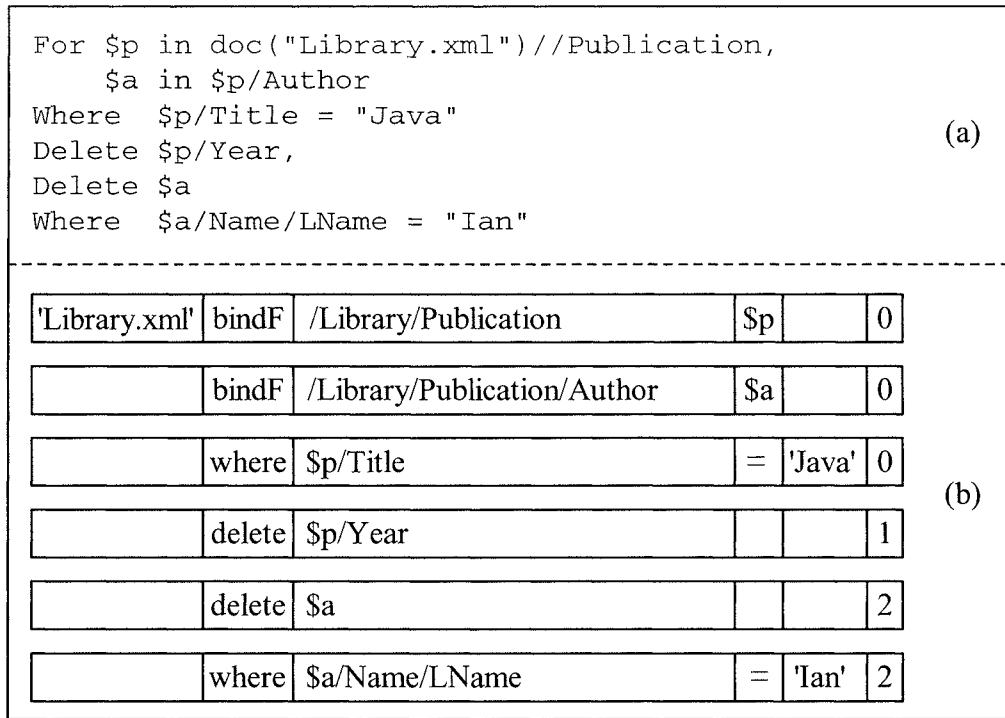 For $p in doc("Library.xml")//Publication,
$a in $p/Author
Where $p/Title = "Java"
Delete $p/Year,
Delete $a
Where $a/Name/LName = "Ian"
(a)
'Library.xml' bindF /Library/Publication $p 0
bindF /Library/Publication/Author $a 0
where $p/Title = 'Java' 0
delete $p/Year 1
delete $a 2
where $a/Name/LName = 'Ian' 2
(b)